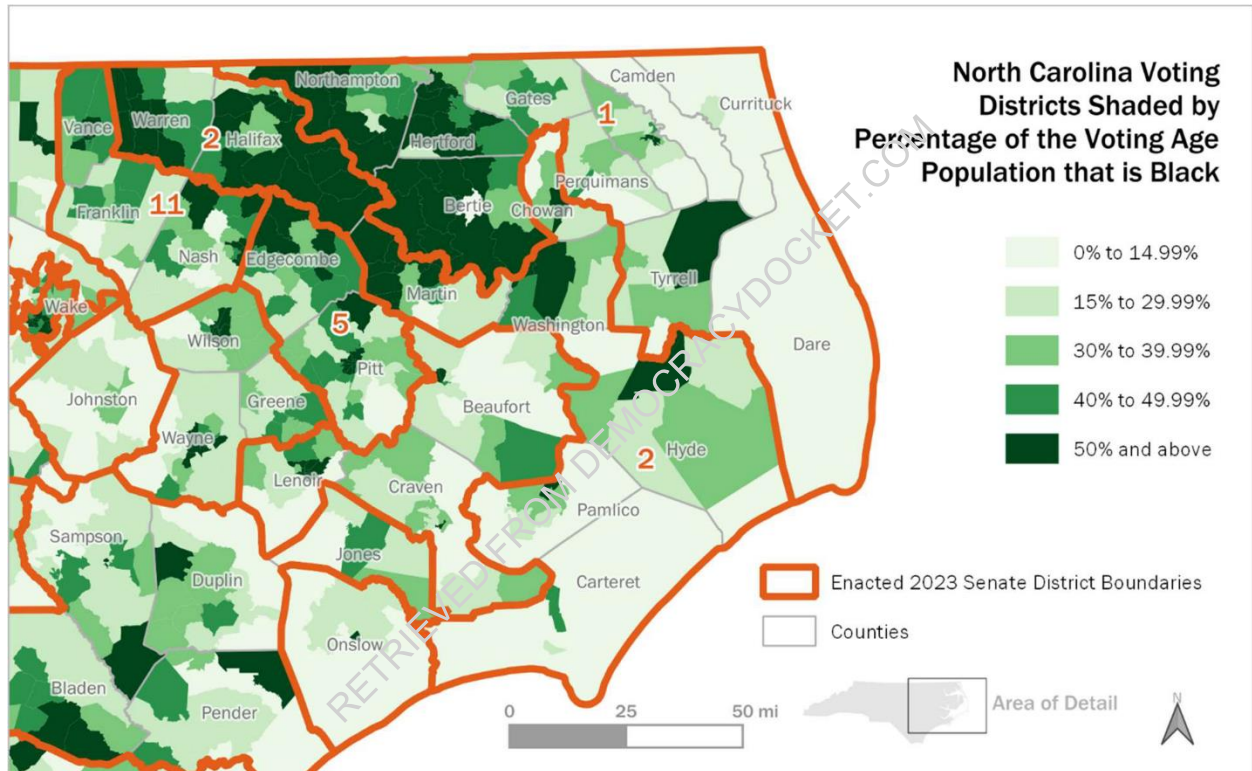 North Carolina Voting
Districts Shaded by
Percentage of the Voting Age
Population that is Black
0% to 14.99%
15% to 29.99%
30% to 39.99%
40% to 49.99%
50% and above
Enacted 2023 Senate District Boundaries
Counties
Area of Detail
N
0 25 50 mi
Camden
Northampton
Gates
Currituck
1
Vance
Warren
2
Halifax
Hertford
Perquimans
Franklin
11
Bertie
Chowan
Nash
Edgecombe
Tyrrell
Martin
Wake
5
Washington
Wilson
Dare
Pitt
Johnston
Greene
Beaufort
Wayne
2
Hyde
Lenoir
Craven
Pamlico
Sampson
Jones
Duplin
Carteret
Onslow
Bladen
Pender
RETRIEVED FROM DEMOCRACYDOCKET.COM